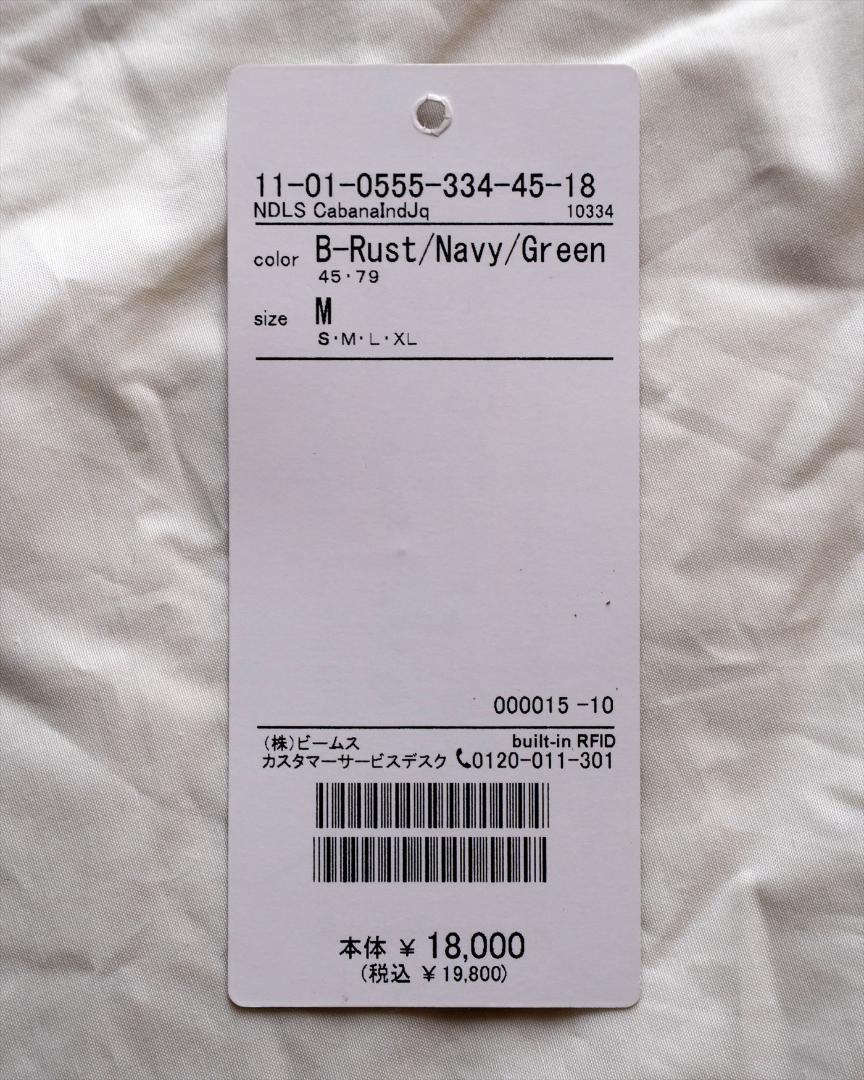 11-01-0555-334-45-18
NDLS CabanaIndJq 10334
color B-Rust/Navy/Green
45・79
size M
S・M・L・XL
000015 -10
(株)ビームス built-in RFID
カスタマーサービスデスク 0120-011-301
本体 ¥ 18,000
(税込 ¥ 19,800)